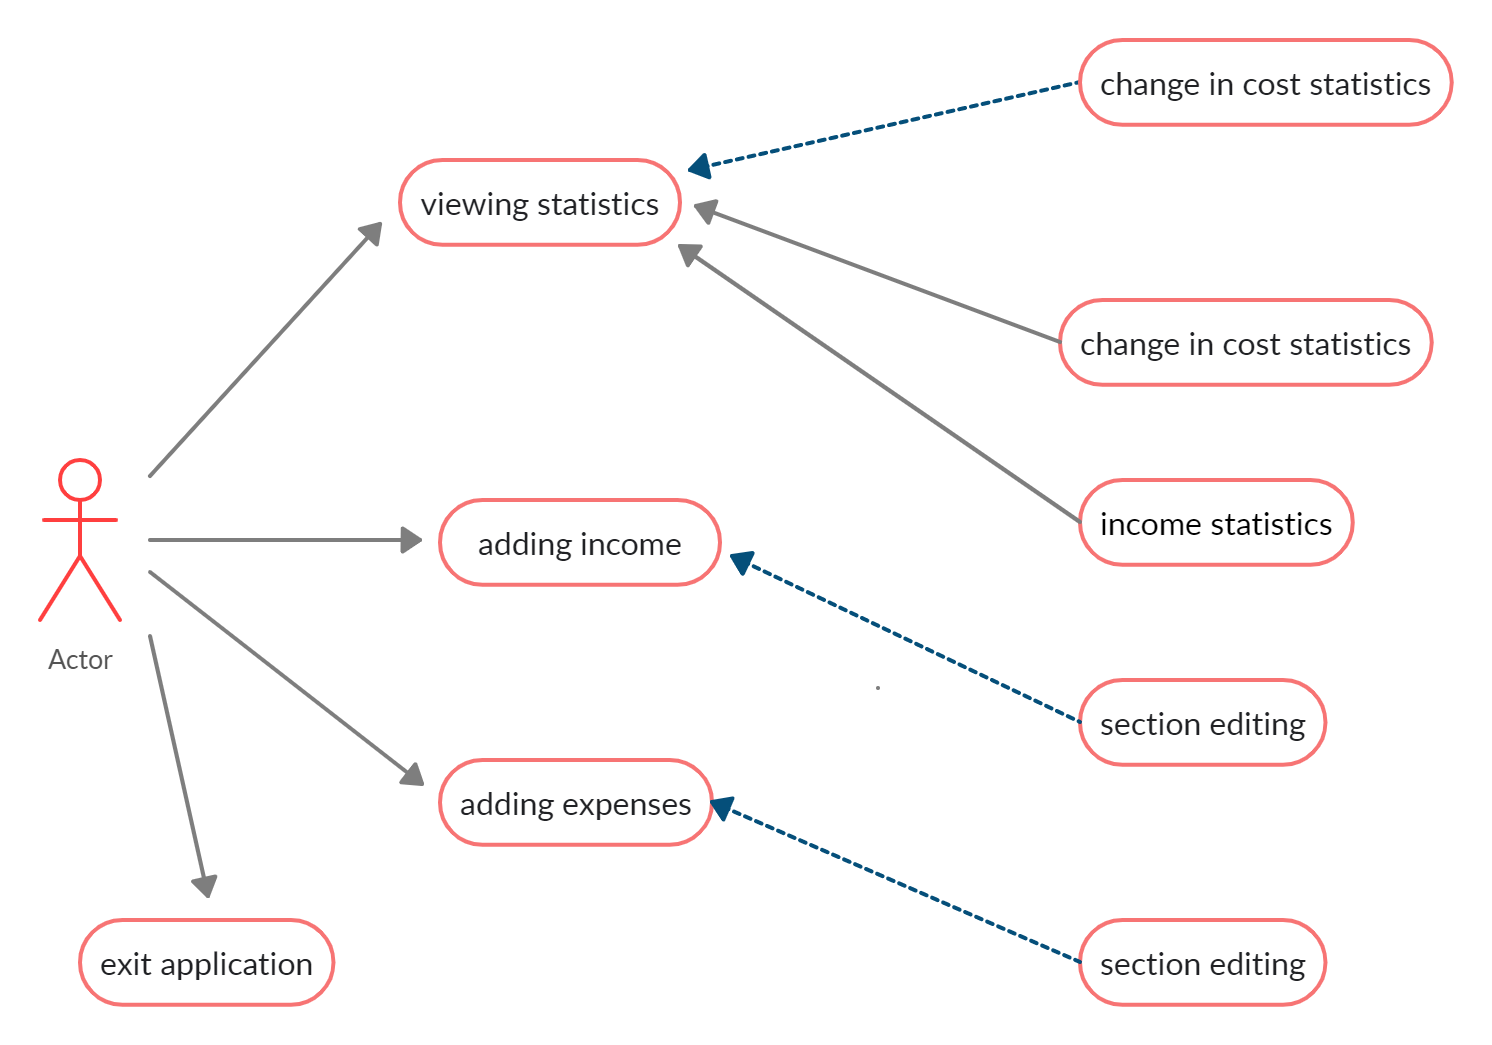 change in cost statistics
viewing statistics
change in cost statistics
income statistics
adding income
Actor
section editing
adding expenses
exit application
section editing